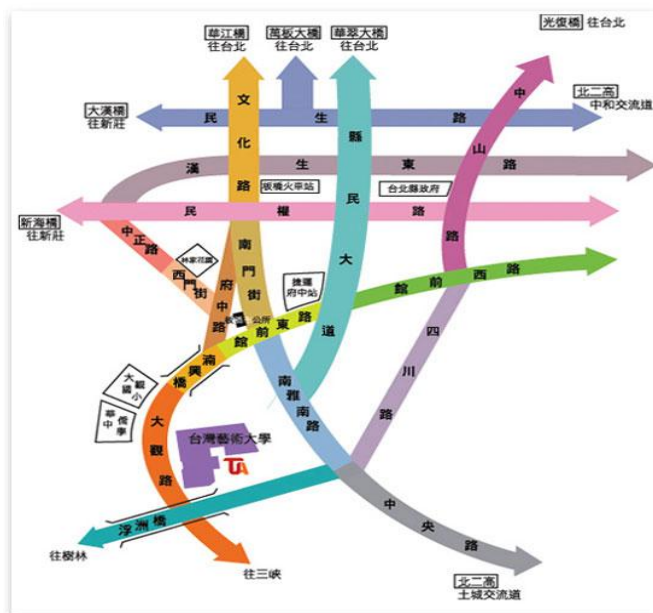 光復橋 往台北
華江橋
往台北
萬板大橋
往台北
華翠大橋
往台北
大漢橋
往新莊
北二高
中和交流道
民生路
文化路
縣民大道
中山路
漢生東路
板橋火車站
台北縣政府
新海橋
往新莊
民權路
中正路
林家花園
西門街
府中路
南門街
捷運
府中站
館前西路
館前東路
公所
湳興橋
四川路
大觀
國小
華僑
中學
大觀路
南雅南路
台灣藝術大學
TUA
浮洲橋
中央路
往樹林
往三峽
北二高
土城交流道